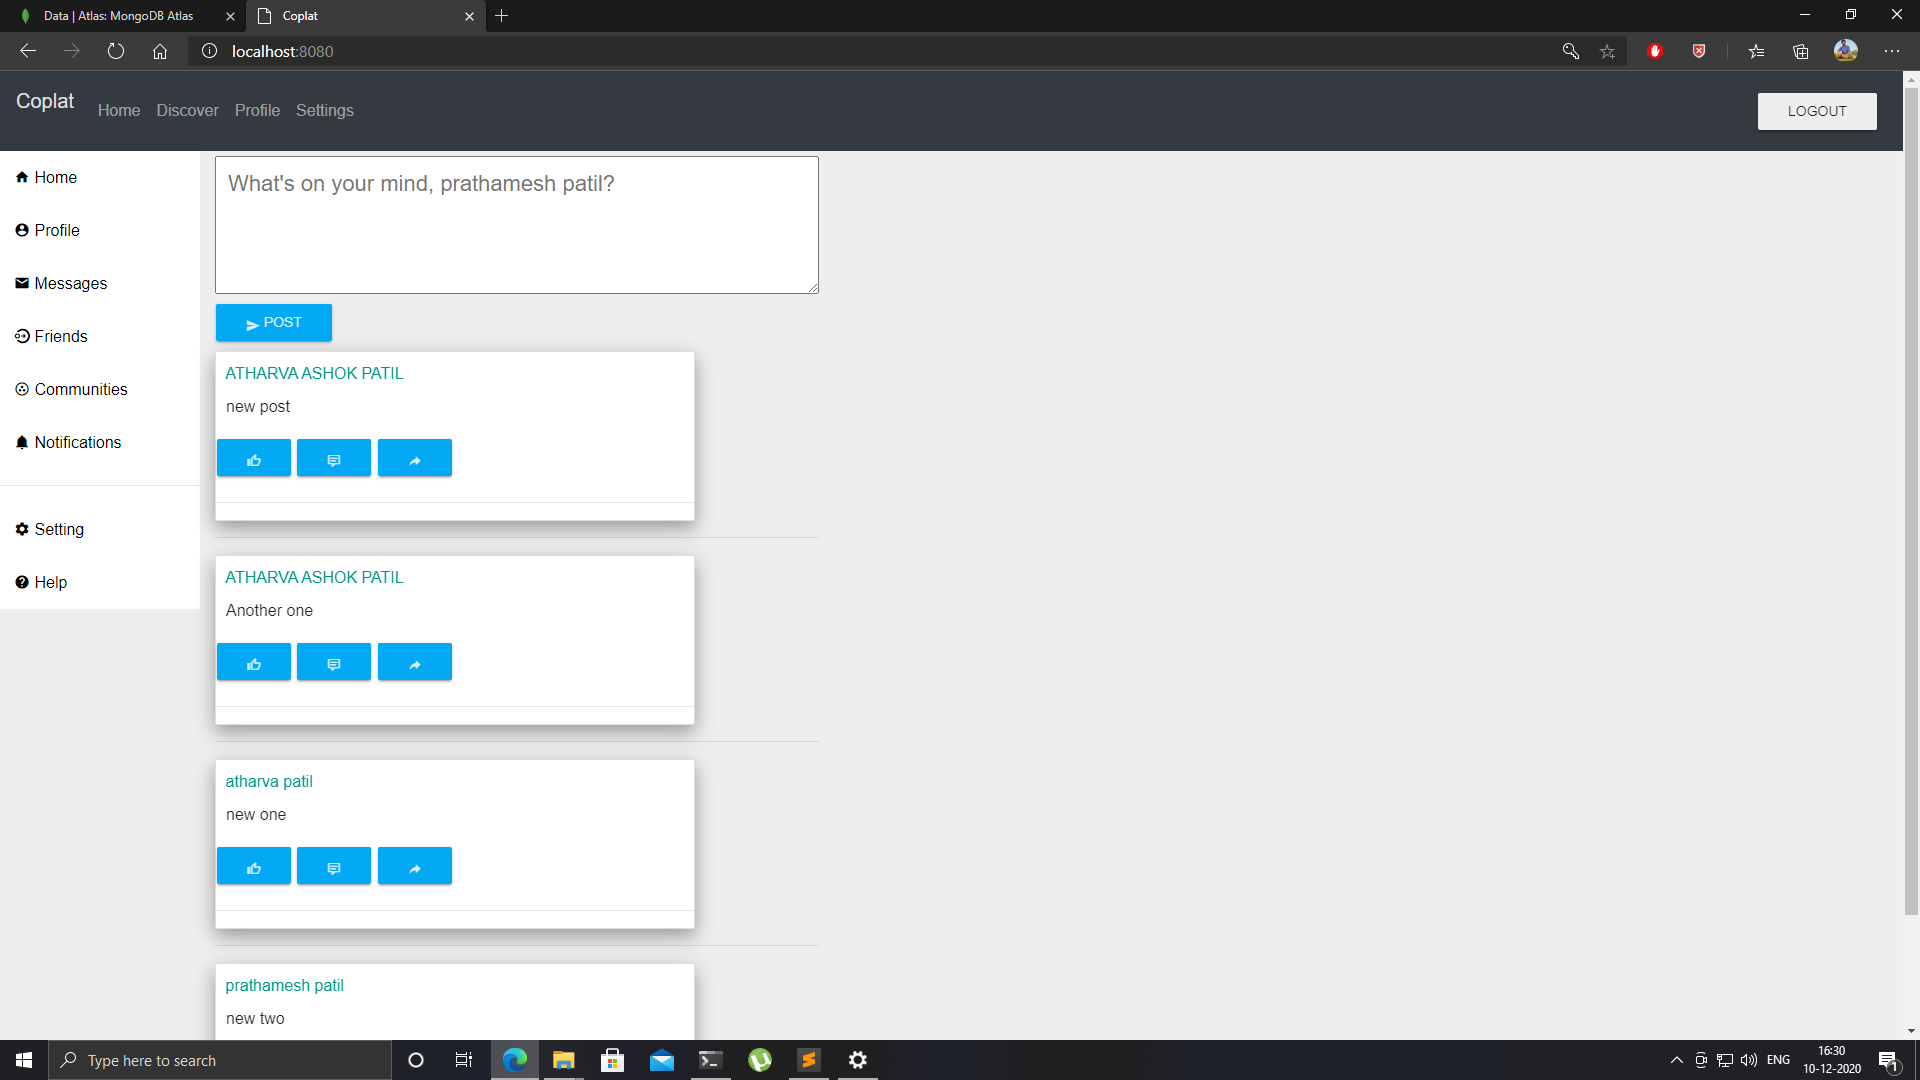 Data | Atlas: MongoDB Atlas
Coplat
localhost:8080
Coplat Home Discover Profile Settings LOGOUT
Home
Profile
Messages
Friends
Communities
Notifications
Setting
Help
What's on your mind, prathamesh patil?
POST
ATHARVA ASHOK PATIL
new post
ATHARVA ASHOK PATIL
Another one
atharva patil
new one
prathamesh patil
new two
Type here to search
ENG
16:30
10-12-2020
1